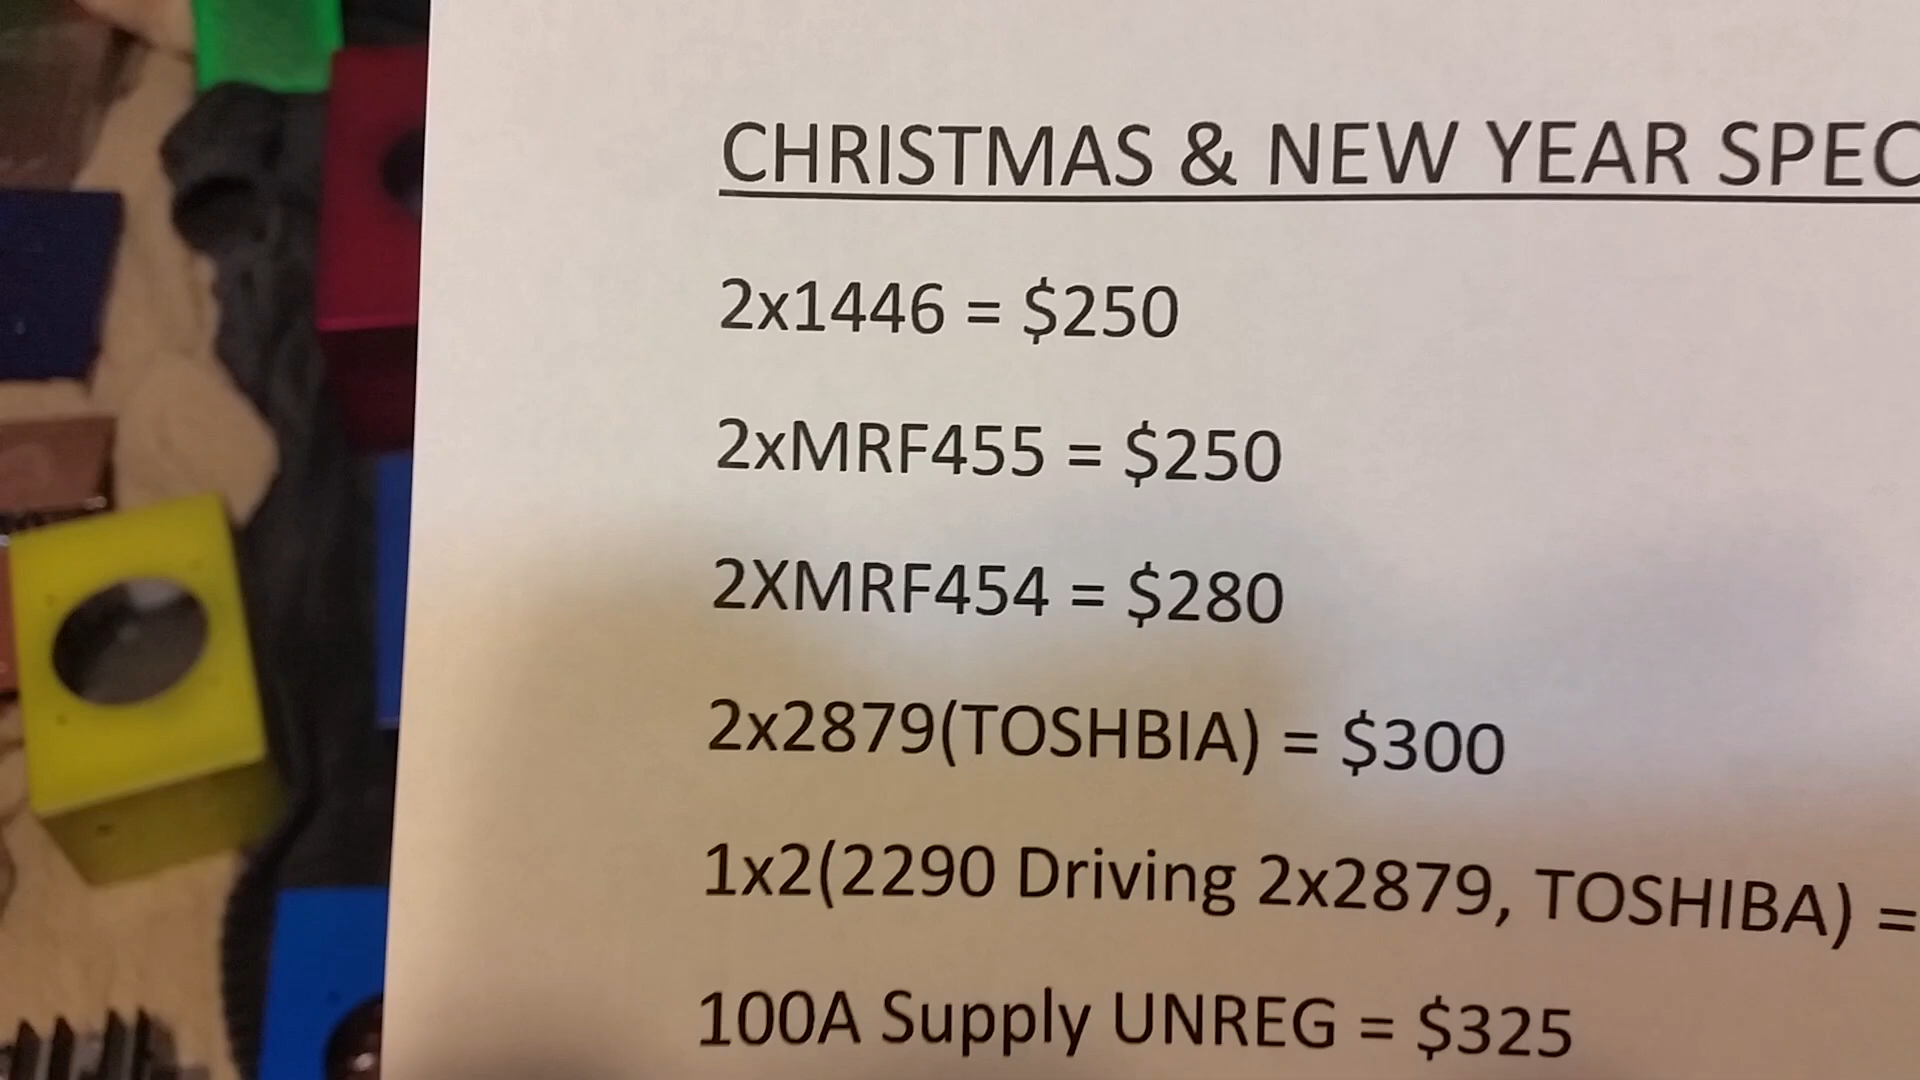 CHRISTMAS & NEW YEAR SPEC
2x1446 = $250
2xMRF455 = $250
2XMRF454 = $280
2x2879(TOSHBIA) = $300
1x2(2290 Driving 2x2879, TOSHIBA) =
100A Supply UNREG = $325